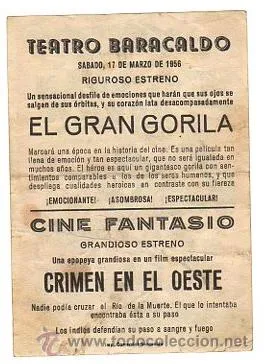 TEATRO BARACALDO
SABADO, 17 DE MARZO DE 1956
RIGUROSO ESTRENO
Un sensacional desfile de emociones que harán que sus ojos se
salgan de sus órbitas, y su corazón lata desacompasadamente
EL GRAN GORILA
Marcará una época en la historia del cine. Es una película tan
llena de emoción y tan espectacular, que no será igualada en
muchos años. El héroe es aquí un gigantasco gorila con sen-
timientos comparables a los de los seres humanos, y que
despliega cualidades heroicas en contraste con su fiereza
¡EMOCIONANTE! ¡ASOMBROSA! ¡ESPECTACULAR!
CINE FANTASIO
GRANDIOSO ESTRENO
Una epopeya grandiosa en un film espectacular
CRIMEN EN EL OESTE
Nadie podía cruzar el Río de la Muerte. El que lo intentaba
encontraba ésta a su paso
Los indios defendían su paso a sangre y fuego
todocoleccion.net